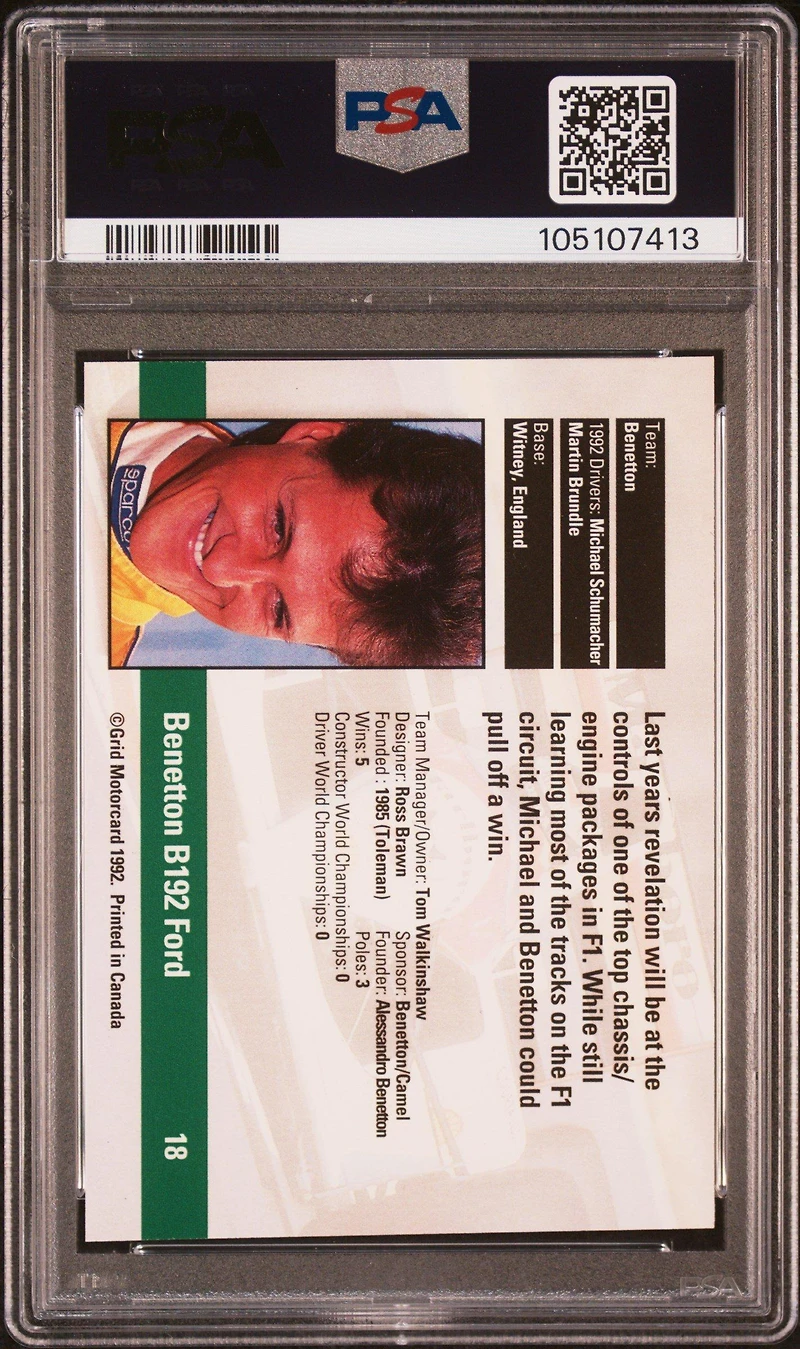 PSA
PSA
105107413
Team:
Benetton
1992 Drivers: Michael Schumacher
Martin Brundle
Base:
Witney, England
sparco
Last years revelation will be at the
controls of one of the top chassis/
engine packages in F1. While still
learning most of the tracks on the F1
circuit, Michael and Benetton could
pull off a win.
Team Manager/Owner: Tom Walkinshaw
Designer: Ross Brawn Sponsor: Benetton/Camel
Founded : 1985 (Toleman) Founder: Alessandro Benetton
Wins: 5 Poles: 3
Constructor World Championships: 0
Driver World Championships: 0
Benetton B192 Ford 18
©Grid Motorcard 1992. Printed in Canada
PSA